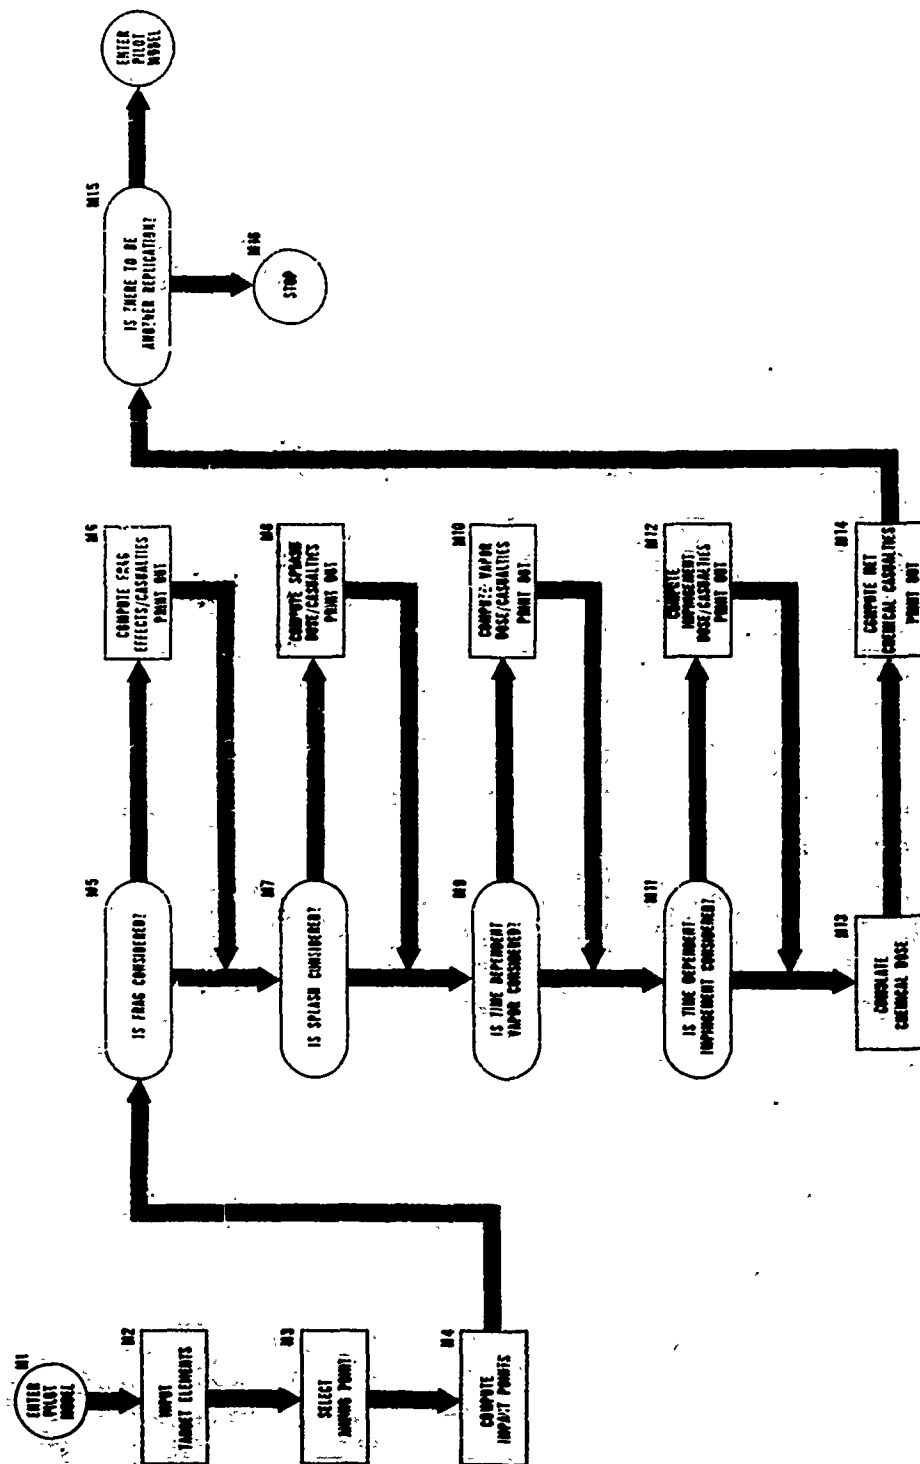 M1
ENTER
PILOT
MODEL
M2
INPUT
TARGET ELEMENTS
M3
SELECT
AIMING POINT
M4
COMPUTE
IMPACT POINTS
M5
IS FRAG CONSIDERED?
M6
COMPUTE FRAG
EFFECTS/CASUALTIES
PRINT OUT
M7
IS SPLASH CONSIDERED?
M8
COMPUTE SPLASH
DOSE/CASUALTIES
PRINT OUT
M9
IS TIME DEPENDENT
VAPOR CONSIDERED?
M10
COMPUTE VAPOR
DOSE/CASUALTIES
PRINT OUT
M11
IS TIME DEPENDENT
IMPINGEMENT CONSIDERED?
M12
COMPUTE
IMPINGEMENT
DOSE/CASUALTIES
PRINT OUT
M13
CHEMICAL DOSE
M14
COMPUTE NET
CHEMICAL CASUALTIES
PRINT OUT
M15
IS THERE TO BE
ANOTHER REPLICATION?
M16
STOP
ENTER
PILOT
MODEL